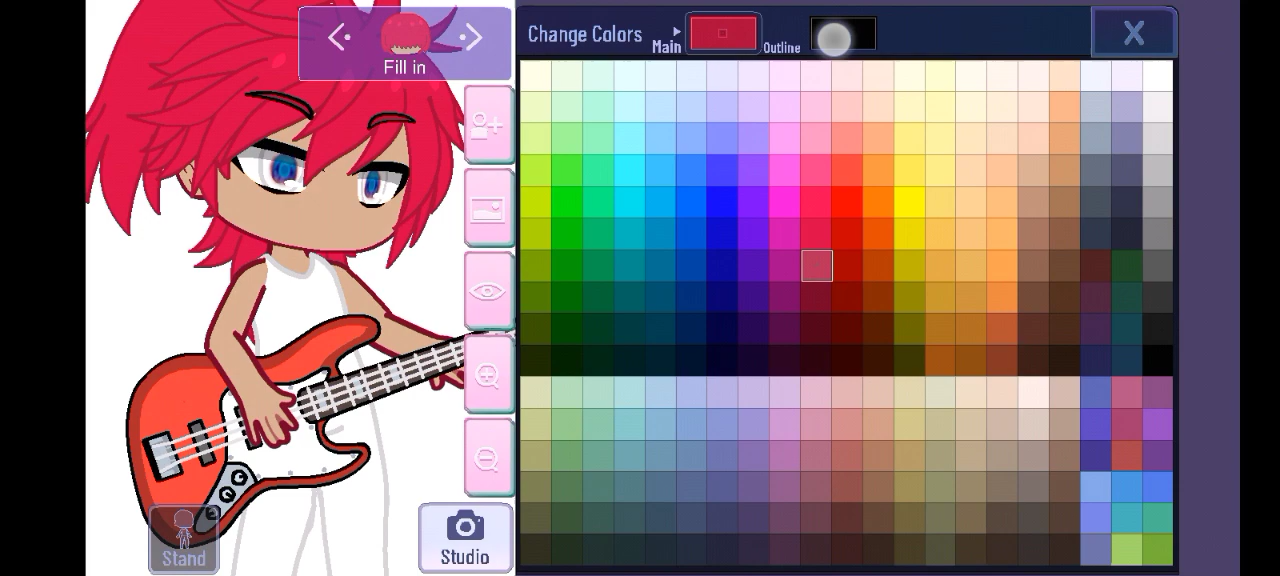 Fill in
Change Colors
Main
Outline
X
Stand
Studio